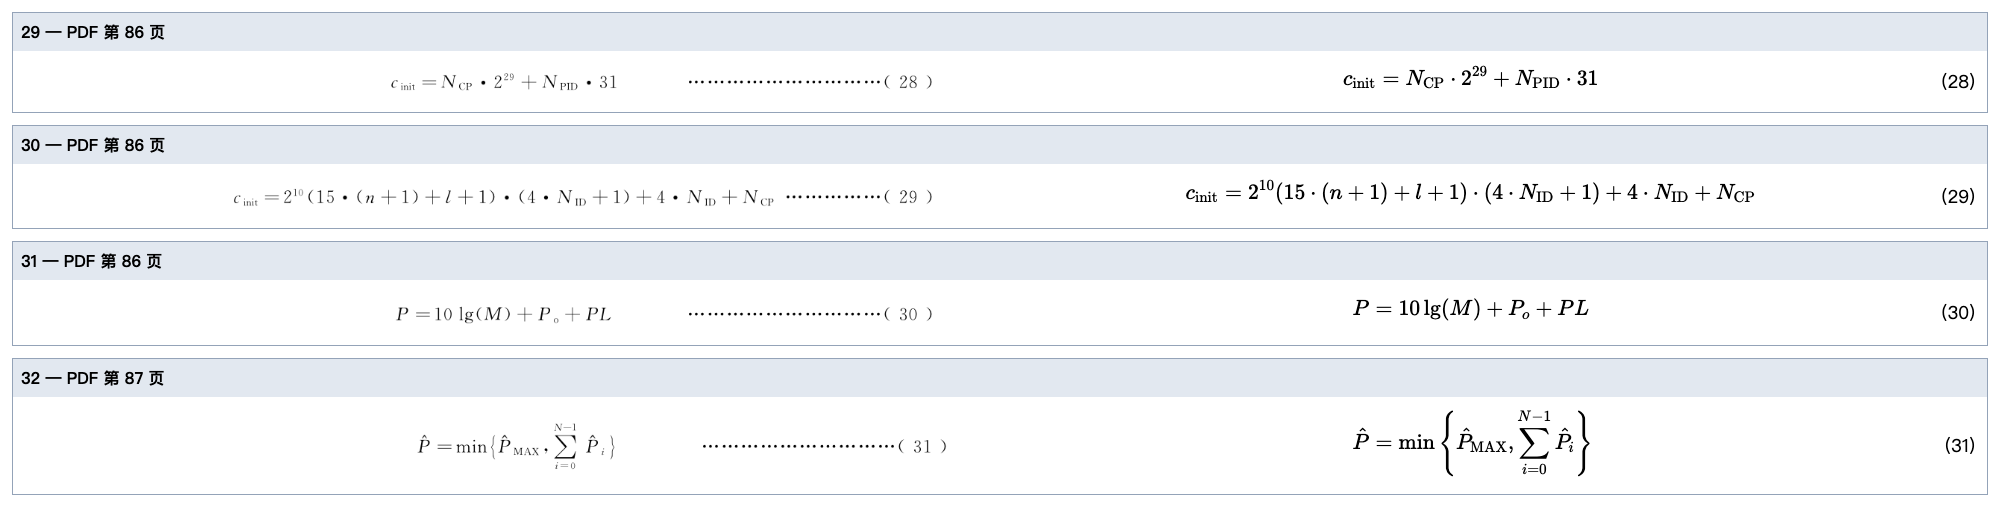 29 — PDF 第 86 页
c_init = N_CP • 2^29 + N_PID • 31 ……………………………( 28 ) c_init = N_CP · 2^29 + N_PID · 31 (28)
30 — PDF 第 86 页
c_init = 2^10 (15 • (n + 1) + l + 1) • (4 • N_ID + 1) + 4 • N_ID + N_CP ……………( 29 ) c_init = 2^10(15 · (n + 1) + l + 1) · (4 · N_ID + 1) + 4 · N_ID + N_CP (29)
31 — PDF 第 86 页
P = 10 lg(M) + P_o + PL ……………………………( 30 ) P = 10 lg(M) + P_o + PL (30)
32 — PDF 第 87 页
P̂ = min{P̂_MAX, ∑_{i=0}^{N−1} P̂_i} ……………………………( 31 ) P̂ = min{P̂_MAX, ∑_{i=0}^{N−1} P̂_i} (31)